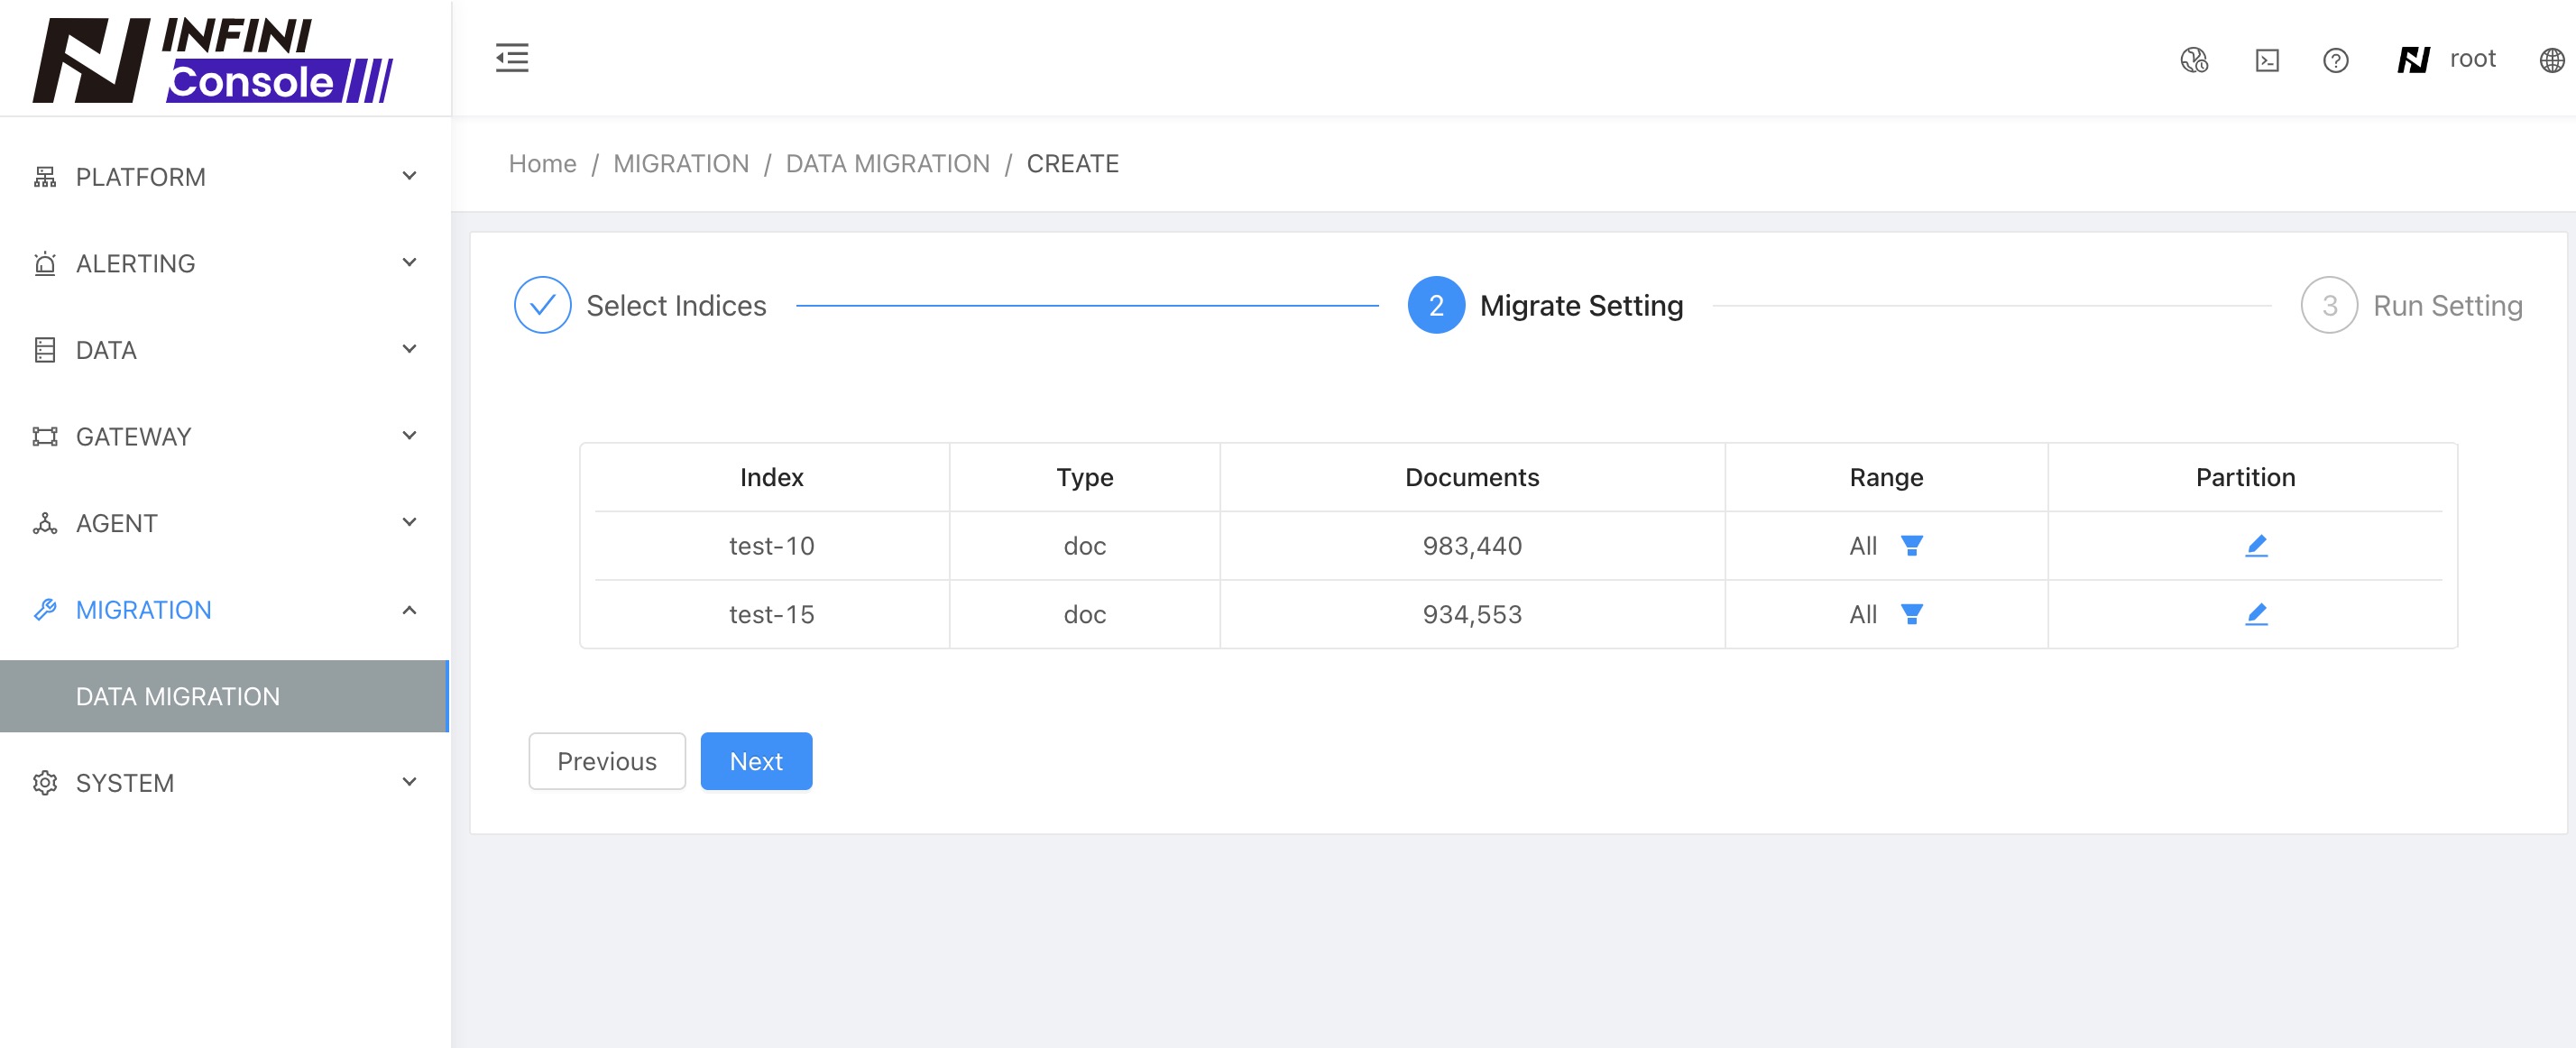 INFINI
Console
root
PLATFORM
ALERTING
DATA
GATEWAY
AGENT
MIGRATION
DATA MIGRATION
SYSTEM
Home / MIGRATION / DATA MIGRATION / CREATE
Select Indices 2 Migrate Setting 3 Run Setting
Index Type Documents Range Partition
test-10 doc 983,440 All
test-15 doc 934,553 All
Previous Next